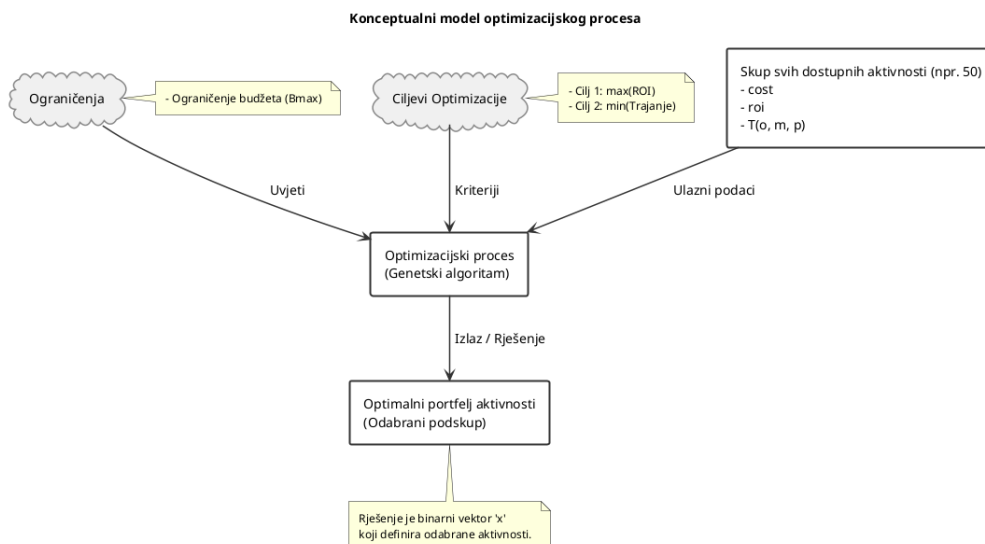 Konceptualni model optimizacijskog procesa
Ograničenja
- Ograničenje budžeta (Bmax)
Ciljevi Optimizacije
- Cilj 1: max(ROI)
- Cilj 2: min(Trajanje)
Skup svih dostupnih aktivnosti (npr. 50)
- cost
- roi
- T(o, m, p)
Uvjeti
Kriteriji
Ulazni podaci
Optimizacijski proces
(Genetski algoritam)
Izlaz / Rješenje
Optimalni portfelj aktivnosti
(Odabrani podskup)
Rješenje je binarni vektor 'x'
koji definira odabrane aktivnosti.